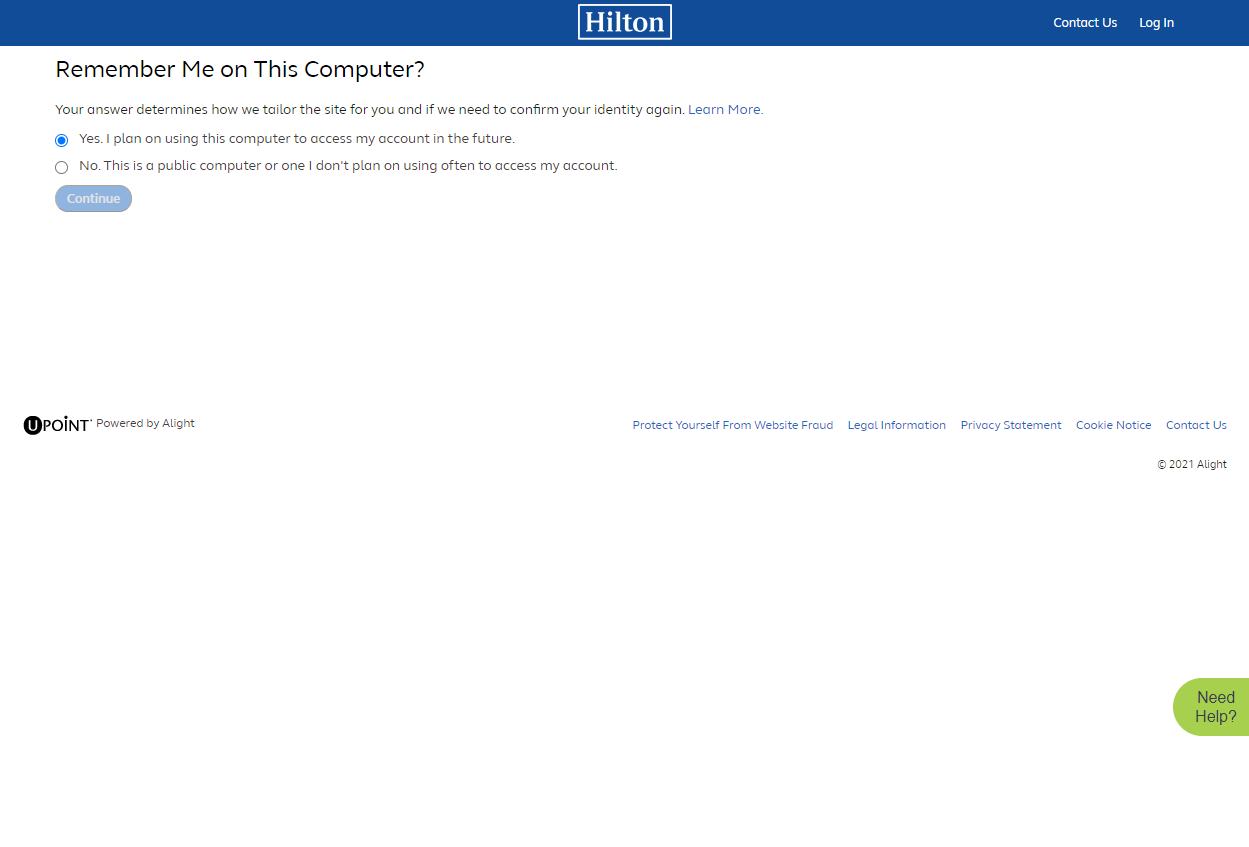 Hilton
Contact Us
Log In
Remember Me on This Computer?
Your answer determines how we tailor the site for you and if we need to confirm your identity again. Learn More.
Yes. I plan on using this computer to access my account in the future.
No. This is a public computer or one I don't plan on using often to access my account.
Continue
UPOINT Powered by Alight
Protect Yourself From Website Fraud
Legal Information
Privacy Statement
Cookie Notice
Contact Us
© 2021 Alight
Need
Help?